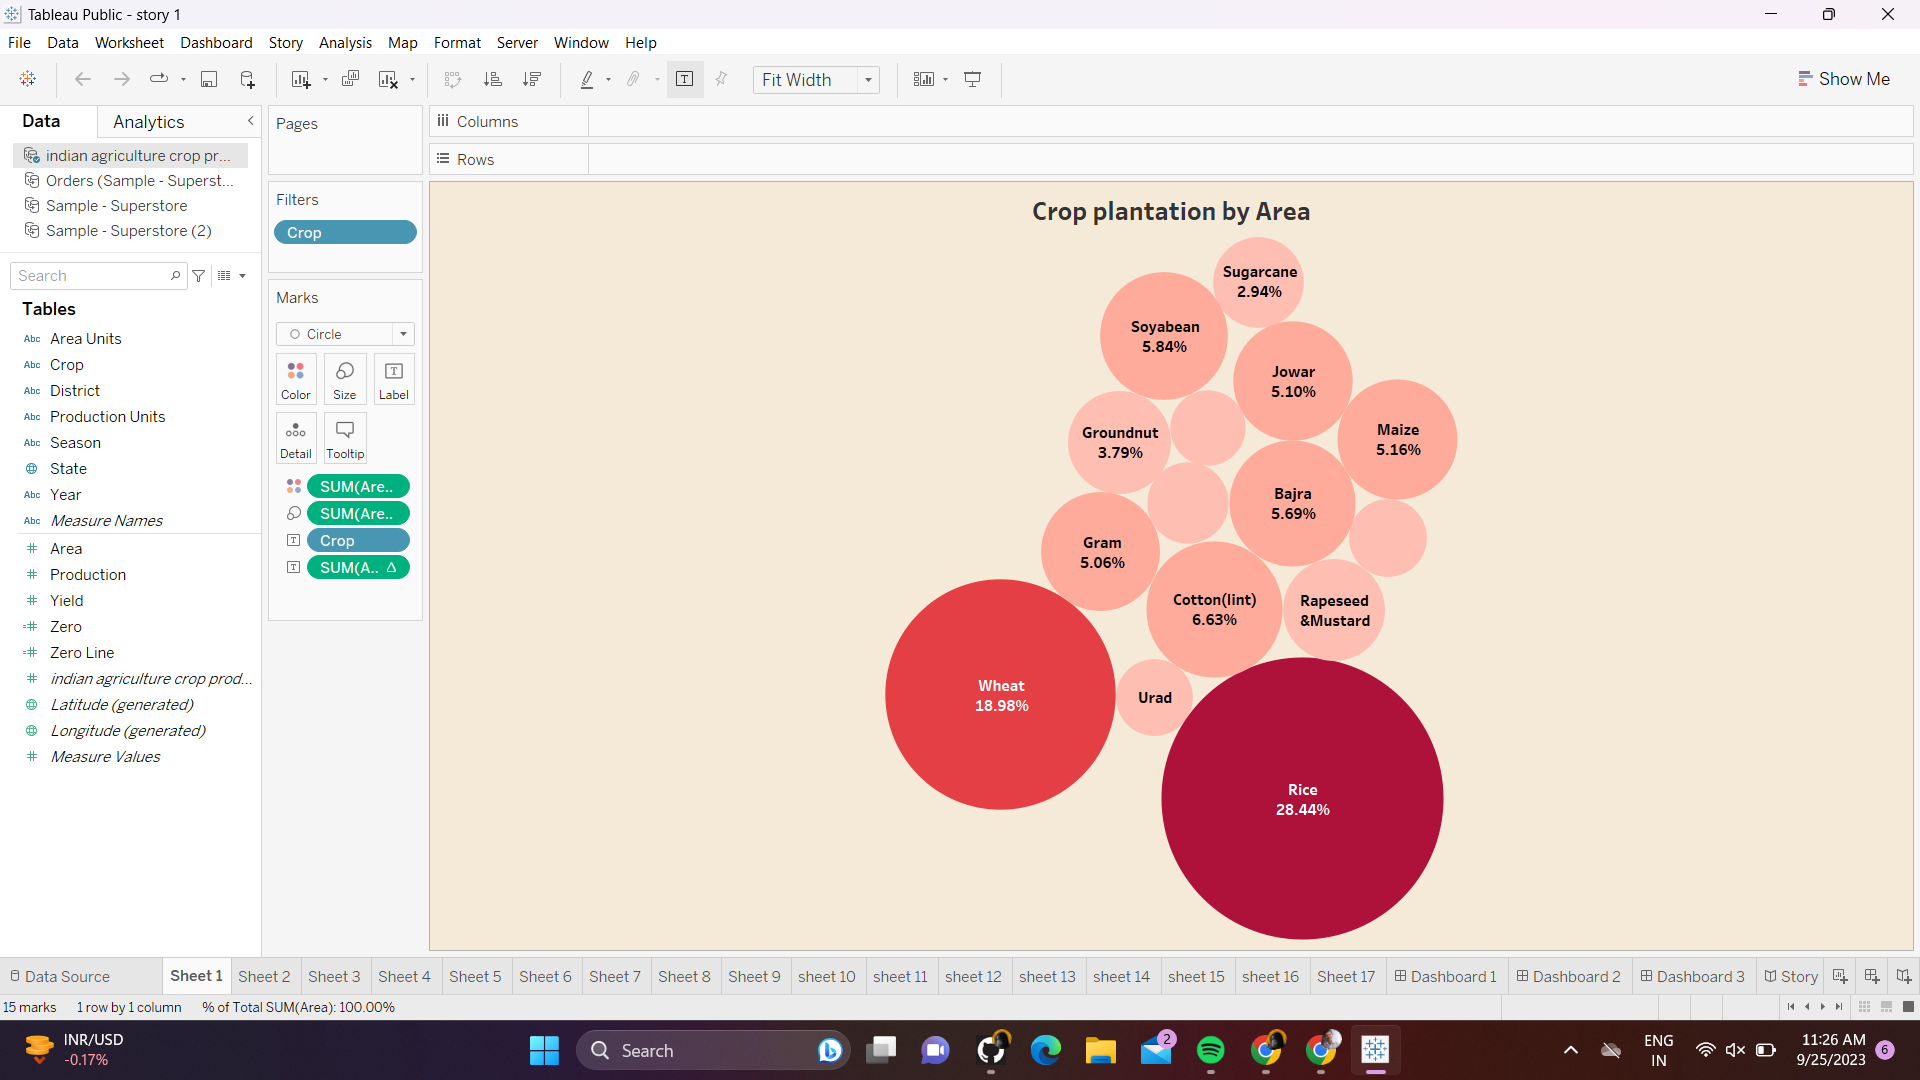 Tableau Public - story 1
File Data Worksheet Dashboard Story Analysis Map Format Server Window Help
Fit Width
Show Me
Data Analytics
indian agriculture crop pr...
Orders (Sample - Superst...
Sample - Superstore
Sample - Superstore (2)
Search
Tables
Abc Area Units
Abc Crop
Abc District
Abc Production Units
Abc Season
State
Abc Year
Abc Measure Names
# Area
# Production
# Yield
=# Zero
=# Zero Line
# indian agriculture crop prod...
Latitude (generated)
Longitude (generated)
# Measure Values
Pages
Filters
Crop
Marks
Circle
Color Size Label
Detail Tooltip
SUM(Are..
SUM(Are..
Crop
SUM(A.. Δ
Columns
Rows
Crop plantation by Area
Sugarcane
2.94%
Soyabean
5.84%
Jowar
5.10%
Maize
5.16%
Groundnut
3.79%
Bajra
5.69%
Gram
5.06%
Cotton(lint)
6.63%
Rapeseed
&Mustard
Wheat
18.98%
Urad
Rice
28.44%
Data Source Sheet 1 Sheet 2 Sheet 3 Sheet 4 Sheet 5 Sheet 6 Sheet 7 Sheet 8 Sheet 9 sheet 10 sheet 11 sheet 12 sheet 13 sheet 14 sheet 15 sheet 16 Sheet 17 Dashboard 1 Dashboard 2 Dashboard 3 Story
15 marks 1 row by 1 column % of Total SUM(Area): 100.00%
INR/USD
-0.17%
Search
2
ENG
IN
11:26 AM
9/25/2023
6